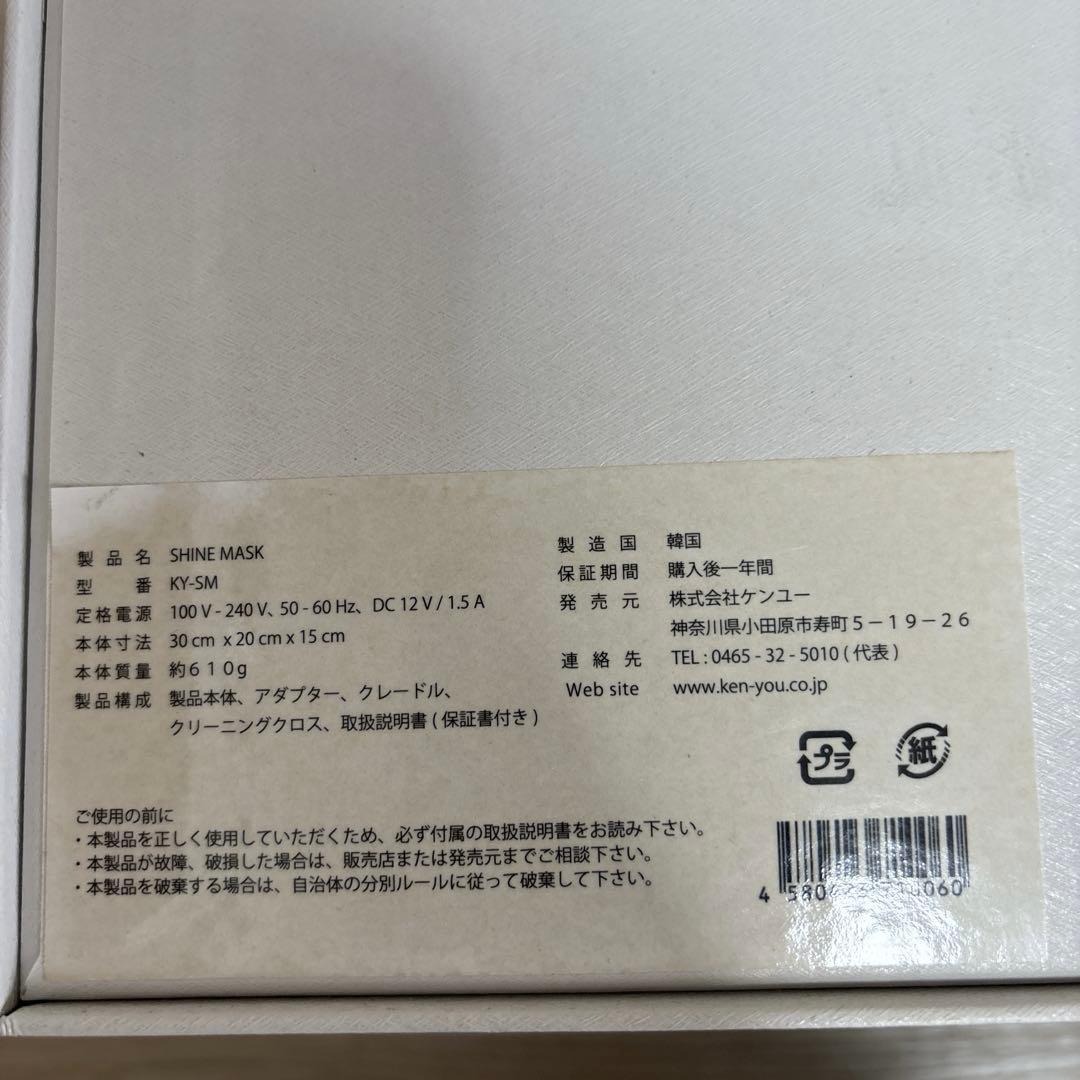 製品名 SHINE MASK
型番 KY-SM
定格電源 100 V - 240 V、50 - 60 Hz、DC 12 V / 1.5 A
本体寸法 30 cm x 20 cm x 15 cm
本体質量 約６１０g
製品構成 製品本体、アダプター、クレードル、
クリーニングクロス、取扱説明書 ( 保証書付き )
製造国 韓国
保証期間 購入後一年間
発売元 株式会社ケンユー
神奈川県小田原市寿町５－１９－２６
連絡先 TEL : 0465 - 32 - 5010 ( 代表 )
Web site www.ken-you.co.jp
プラ
紙
ご使用の前に
・本製品を正しく使用していただくため、必ず付属の取扱説明書をお読み下さい。
・本製品が故障、破損した場合は、販売店または発売元までご相談下さい。
・本製品を破棄する場合は、自治体の分別ルールに従って破棄して下さい。